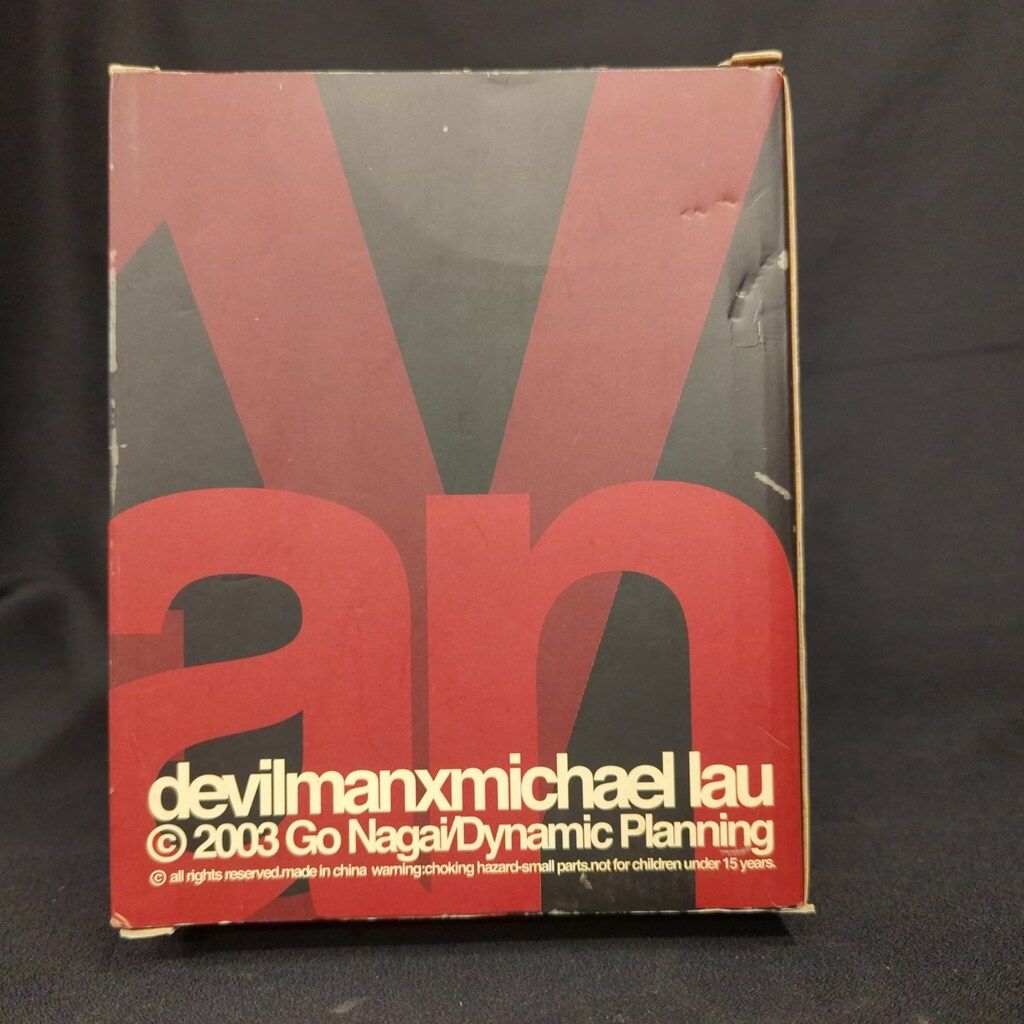 an
devilmanxmichael lau
© 2003 Go Nagai/Dynamic Planning
© all rights reserved.made in china warning:choking hazard-small parts.not for children under 15 years.